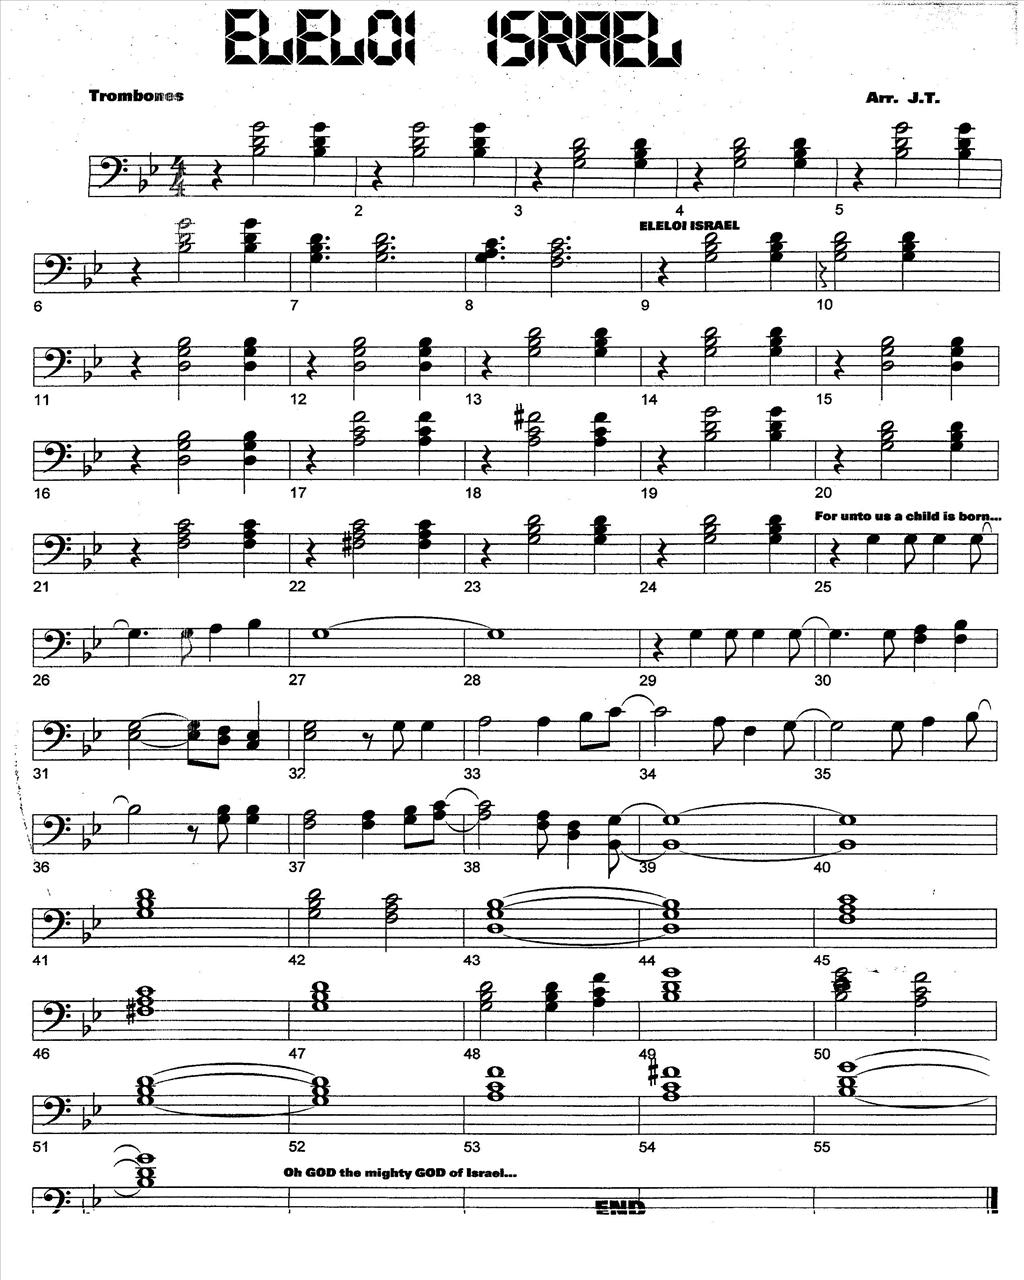 ELELOI ISRAEL
Trombones
Arr. J.T.
2 3 4 5
ELELOI ISRAEL
6 7 8 9 10
11 12 13 14 15
16 17 18 19 20
For unto us a child is born...
21 22 23 24 25
26 27 28 29 30
31 32 33 34 35
36 37 38 39 40
41 42 43 44 45
46 47 48 49 50
51 52 53 54 55
Oh GOD the mighty GOD of Israel...
END